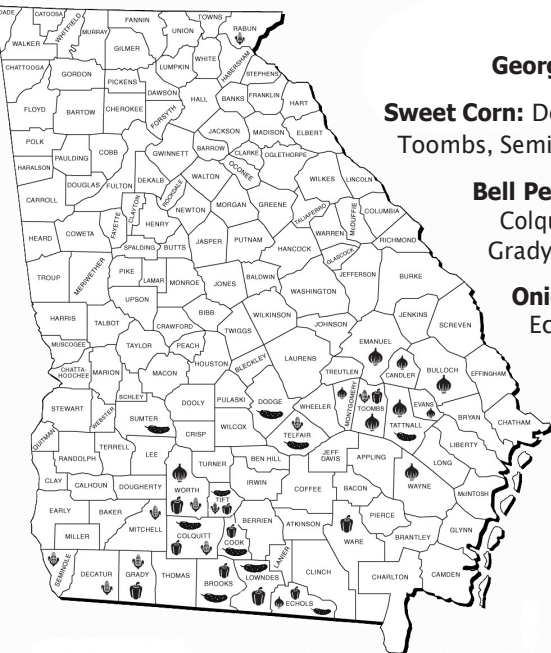 DADE
CATOOSA
WHITFIELD
MURRAY
FANNIN
UNION
TOWNS
RABUN
WALKER
GILMER
LUMPKIN
WHITE
HABERSHAM
STEPHENS
CHATTOOGA
GORDON
PICKENS
DAWSON
HALL
BANKS
FRANKLIN
HART
FLOYD
BARTOW
CHEROKEE
FORSYTH
JACKSON
MADISON
ELBERT
POLK
PAULDING
COBB
GWINNETT
BARROW
CLARKE
OCONEE
OGLETHORPE
HARALSON
DOUGLAS
FULTON
DEKALB
ROCKDALE
WALTON
WILKES
LINCOLN
CARROLL
FAYETTE
CLAYTON
HENRY
NEWTON
MORGAN
GREENE
TALIAFERRO
McDUFFIE
COLUMBIA
HEARD
COWETA
SPALDING
BUTTS
JASPER
PUTNAM
HANCOCK
WARREN
GLASCOCK
RICHMOND
TROUP
MERIWETHER
PIKE
LAMAR
MONROE
JONES
BALDWIN
WASHINGTON
JEFFERSON
BURKE
HARRIS
TALBOT
UPSON
CRAWFORD
BIBB
TWIGGS
WILKINSON
JOHNSON
JENKINS
SCREVEN
MUSCOGEE
CHATTA-
HOOCHEE
MARION
TAYLOR
PEACH
MACON
HOUSTON
BLECKLEY
LAURENS
TREUTLEN
EMANUEL
CANDLER
BULLOCH
EFFINGHAM
STEWART
WEBSTER
SCHLEY
SUMTER
DOOLY
PULASKI
DODGE
WHEELER
MONTGOMERY
TOOMBS
TATTNALL
EVANS
BRYAN
CHATHAM
QUITMAN
RANDOLPH
TERRELL
LEE
CRISP
WILCOX
TELFAIR
JEFF
DAVIS
APPLING
LONG
LIBERTY
CLAY
CALHOUN
DOUGHERTY
WORTH
TURNER
BEN HILL
IRWIN
COFFEE
BACON
WAYNE
McINTOSH
EARLY
BAKER
MITCHELL
TIFT
BERRIEN
ATKINSON
PIERCE
WARE
BRANTLEY
GLYNN
MILLER
COLQUITT
COOK
LANIER
CLINCH
CHARLTON
CAMDEN
SEMINOLE
DECATUR
GRADY
THOMAS
BROOKS
LOWNDES
ECHOLS
Georg
Sweet Corn: De
Toombs, Semi
Bell Pe
Colqu
Grady
Oni
Ec